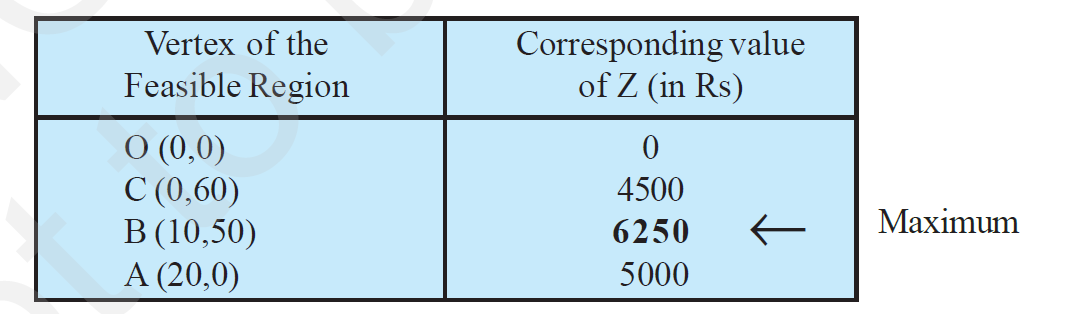 Vertex of the Corresponding value
Feasible Region of Z (in Rs)
O (0,0) 0
C (0,60) 4500
B (10,50) 6250 ← Maximum
A (20,0) 5000